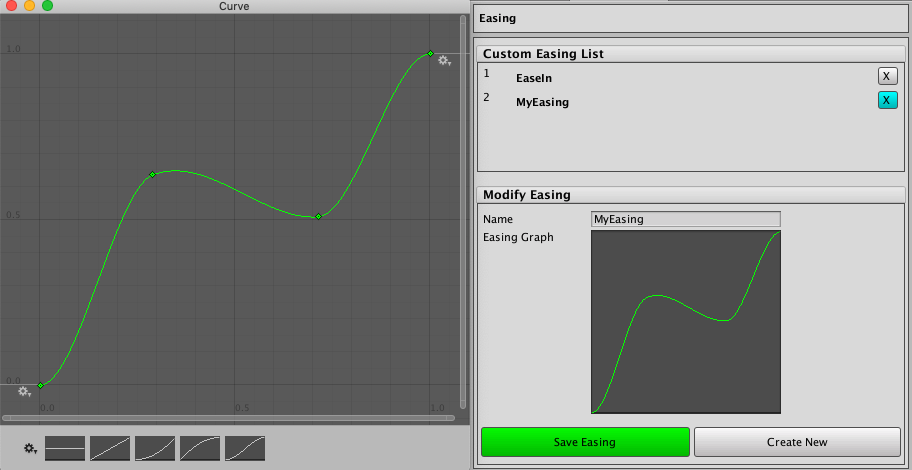 Curve
1.0
0.5
0.0
0.0 0.5 1.0
Easing
Custom Easing List
1 EaseIn X
2 MyEasing X
Modify Easing
Name MyEasing
Easing Graph
Save Easing Create New